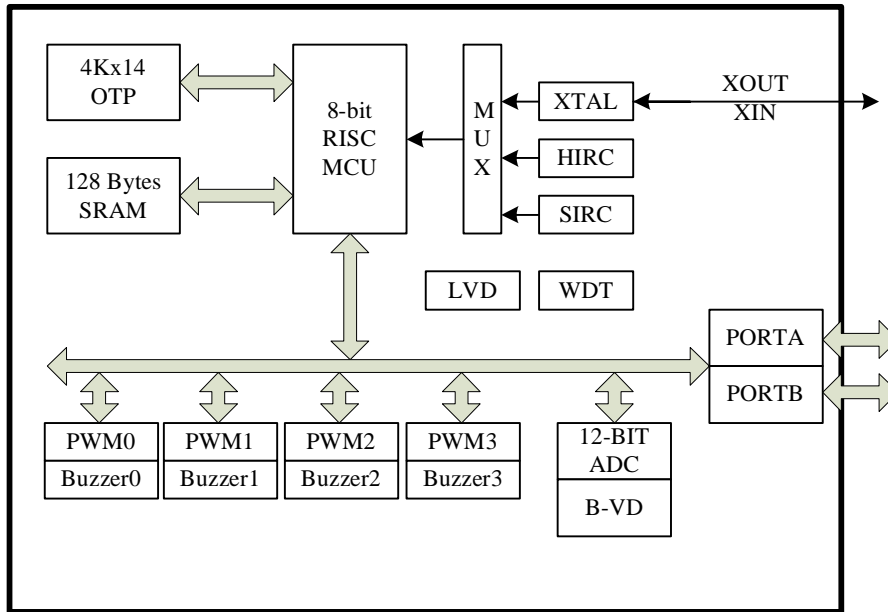 4Kx14
OTP
128 Bytes
SRAM
8-bit
RISC
MCU
M
U
X
XTAL
HIRC
SIRC
XOUT
XIN
LVD
WDT
PORTA
PORTB
PWM0
Buzzer0
PWM1
Buzzer1
PWM2
Buzzer2
PWM3
Buzzer3
12-BIT
ADC
B-VD